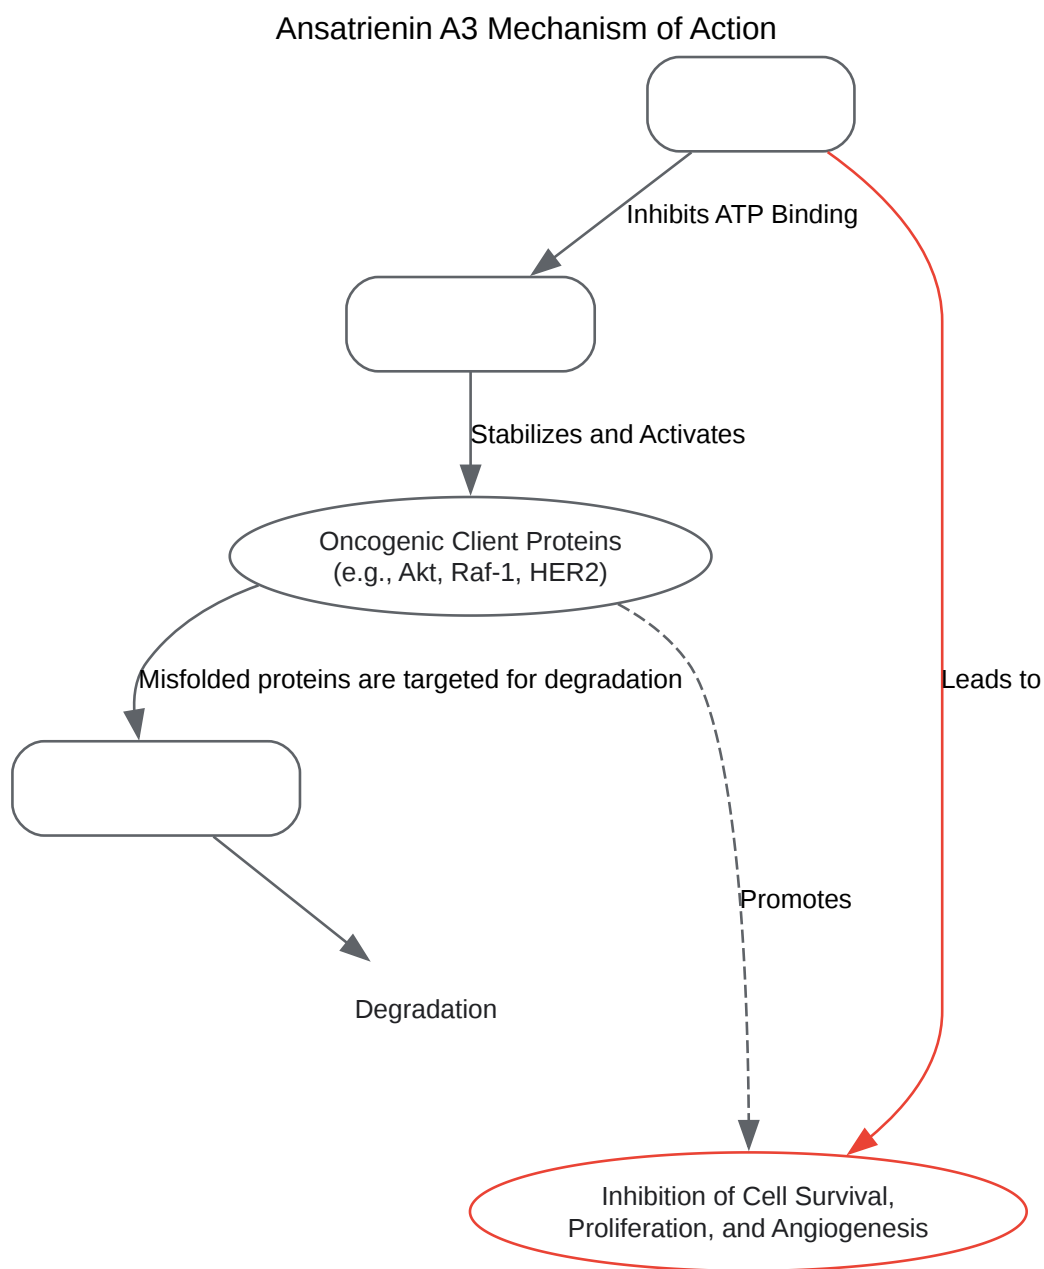 Ansatrienin A3 Mechanism of Action
Inhibits ATP Binding
Stabilizes and Activates
Oncogenic Client Proteins
(e.g., Akt, Raf-1, HER2)
Misfolded proteins are targeted for degradation
Leads to
Promotes
Degradation
Inhibition of Cell Survival,
Proliferation, and Angiogenesis